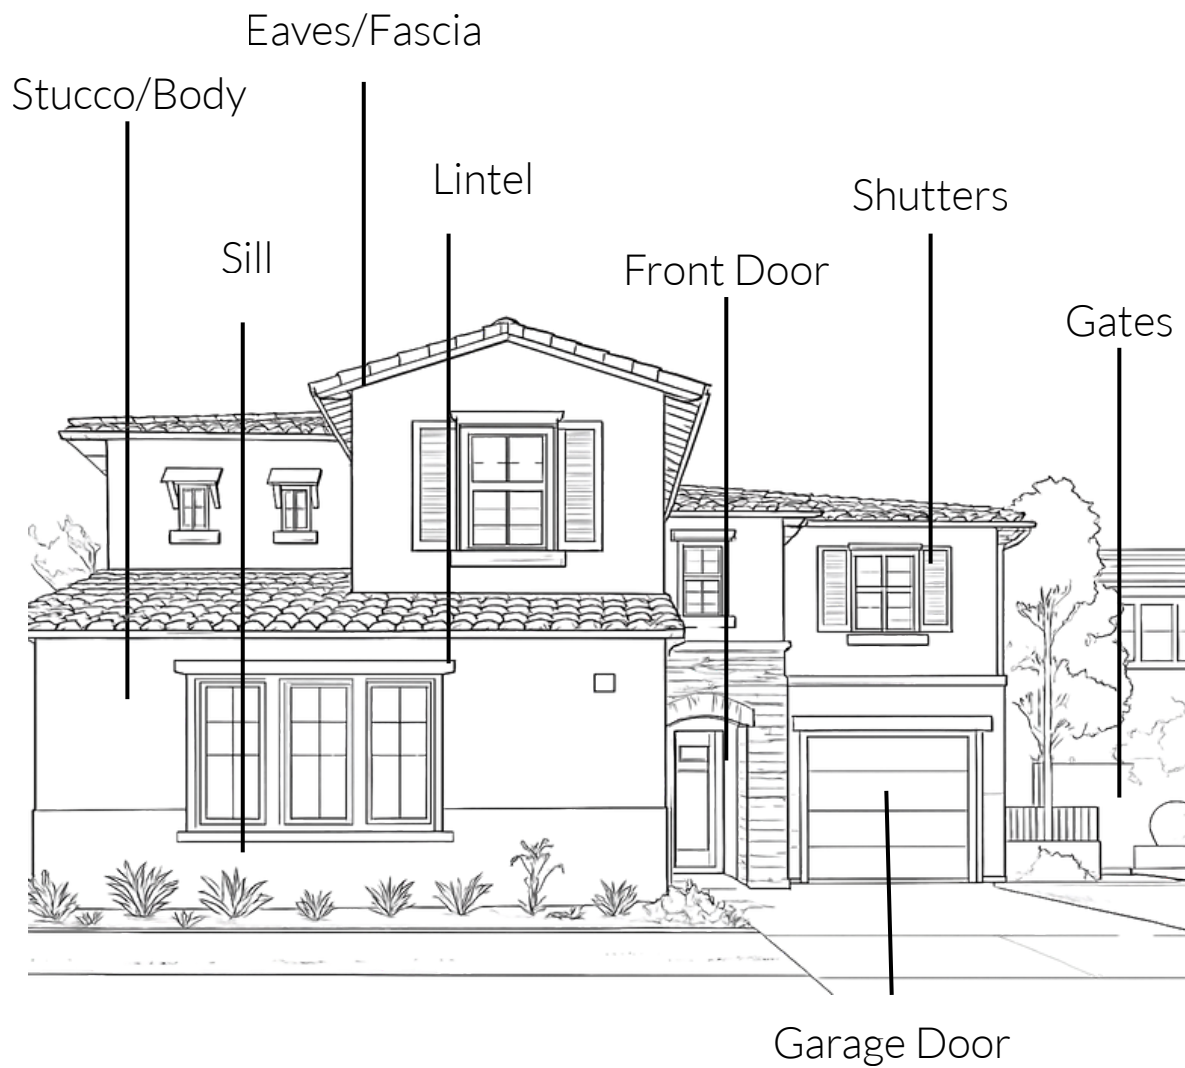 Eaves/Fascia
Stucco/Body
Lintel
Shutters
Sill
Front Door
Gates
Garage Door